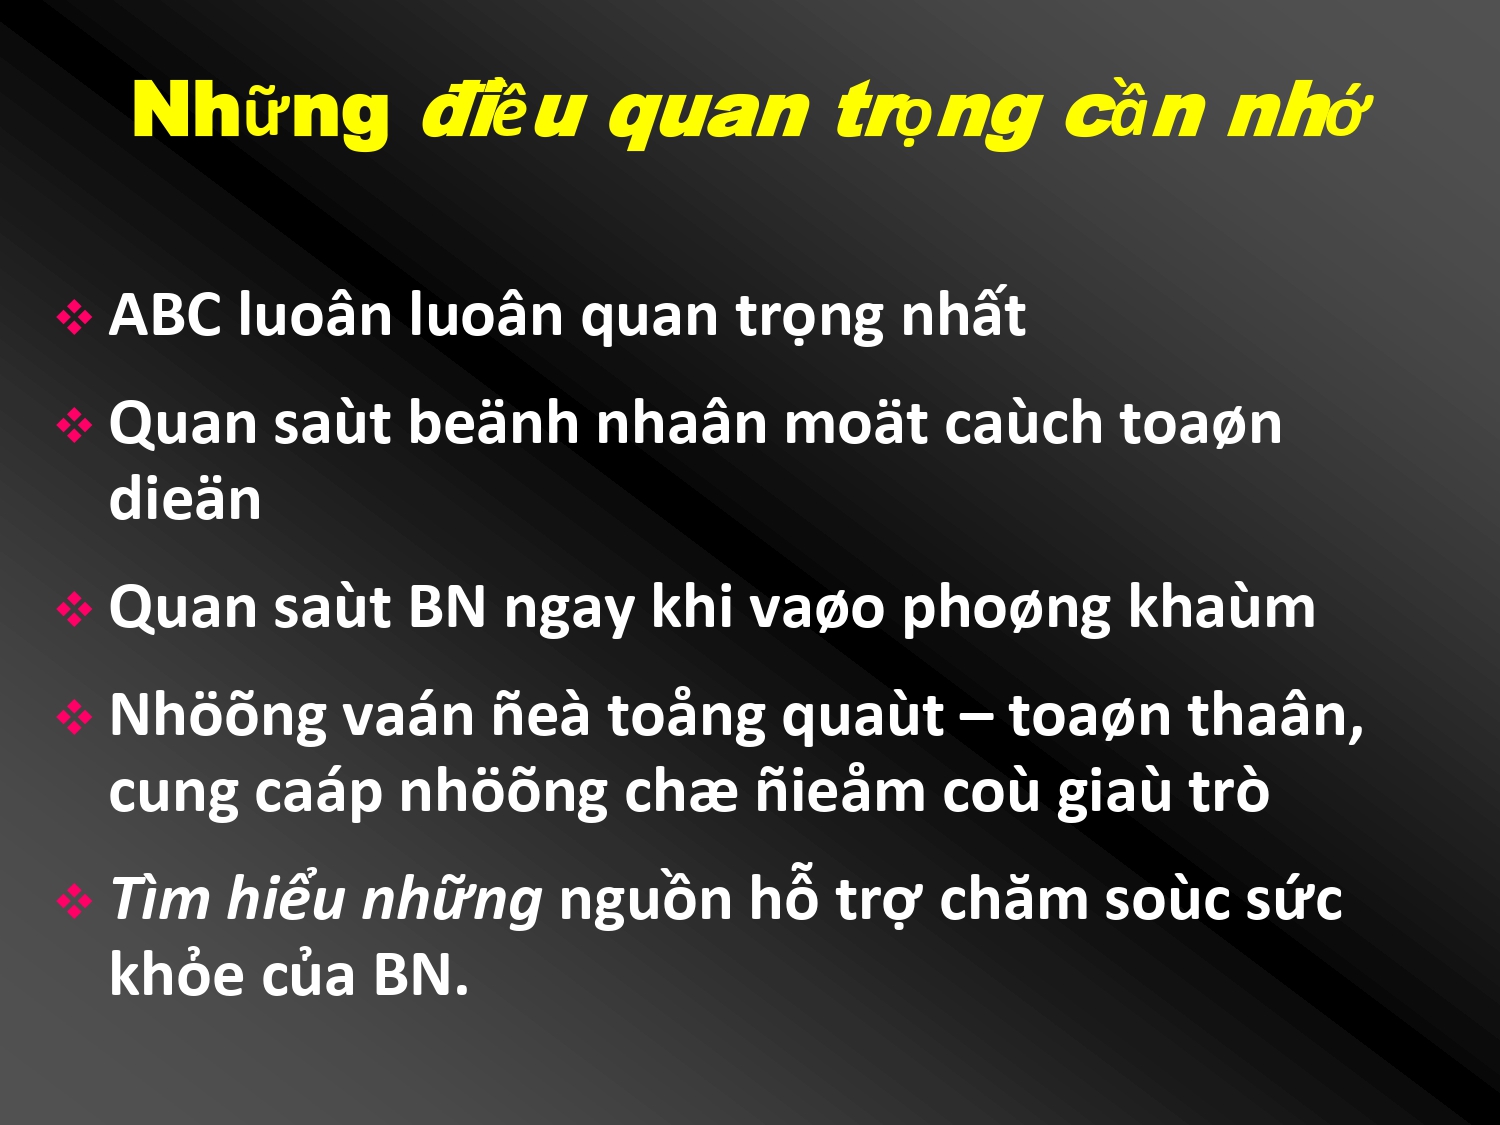 Những điều quan trọng cần nhớ
ABC luoân luoân quan trọng nhất
Quan saùt beänh nhaân moät caùch toaøn
dieän
Quan saùt BN ngay khi vaøo phoøng khaùm
Nhöõng vaán ñeà toång quaùt – toaøn thaân,
cung caáp nhöõng chæ ñieåm coù giaù trò
Tìm hiểu những nguồn hỗ trợ chăm soùc sức
khỏe của BN.